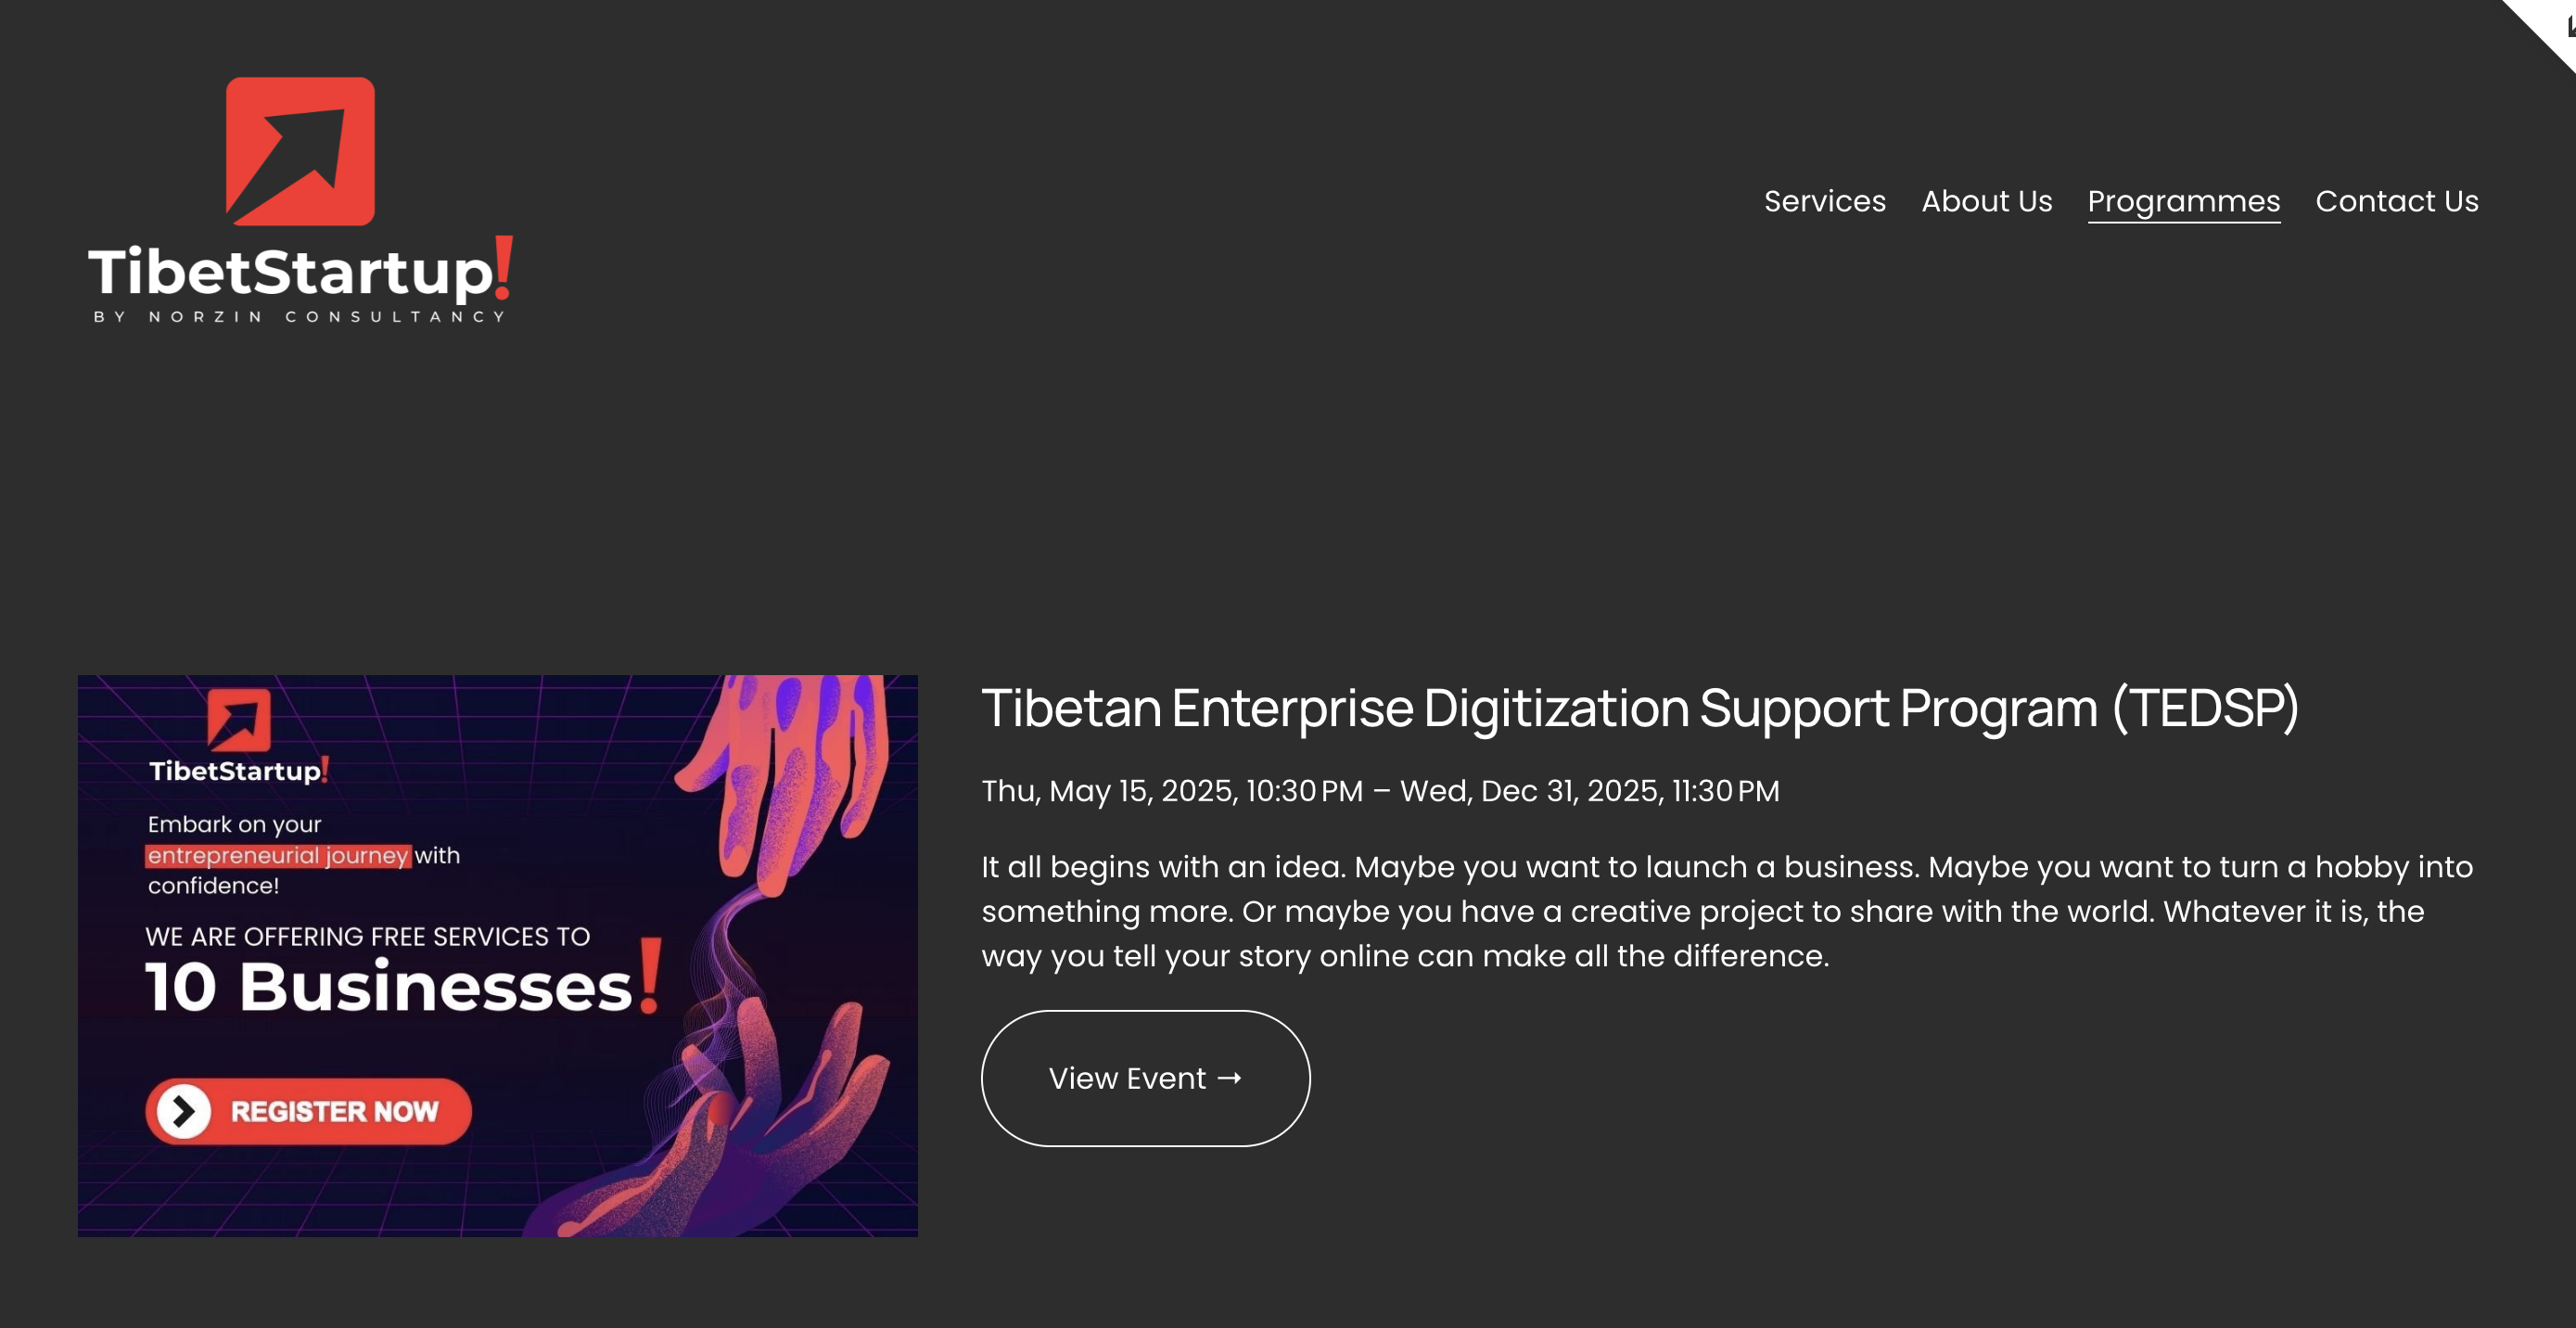 TibetStartup!
BY NORZIN CONSULTANCY
Services About Us Programmes Contact Us
TibetStartup!
Embark on your
entrepreneurial journey with
confidence!
WE ARE OFFERING FREE SERVICES TO
10 Businesses!
REGISTER NOW
Tibetan Enterprise Digitization Support Program (TEDSP)
Thu, May 15, 2025, 10:30 PM – Wed, Dec 31, 2025, 11:30 PM
It all begins with an idea. Maybe you want to launch a business. Maybe you want to turn a hobby into
something more. Or maybe you have a creative project to share with the world. Whatever it is, the
way you tell your story online can make all the difference.
View Event →